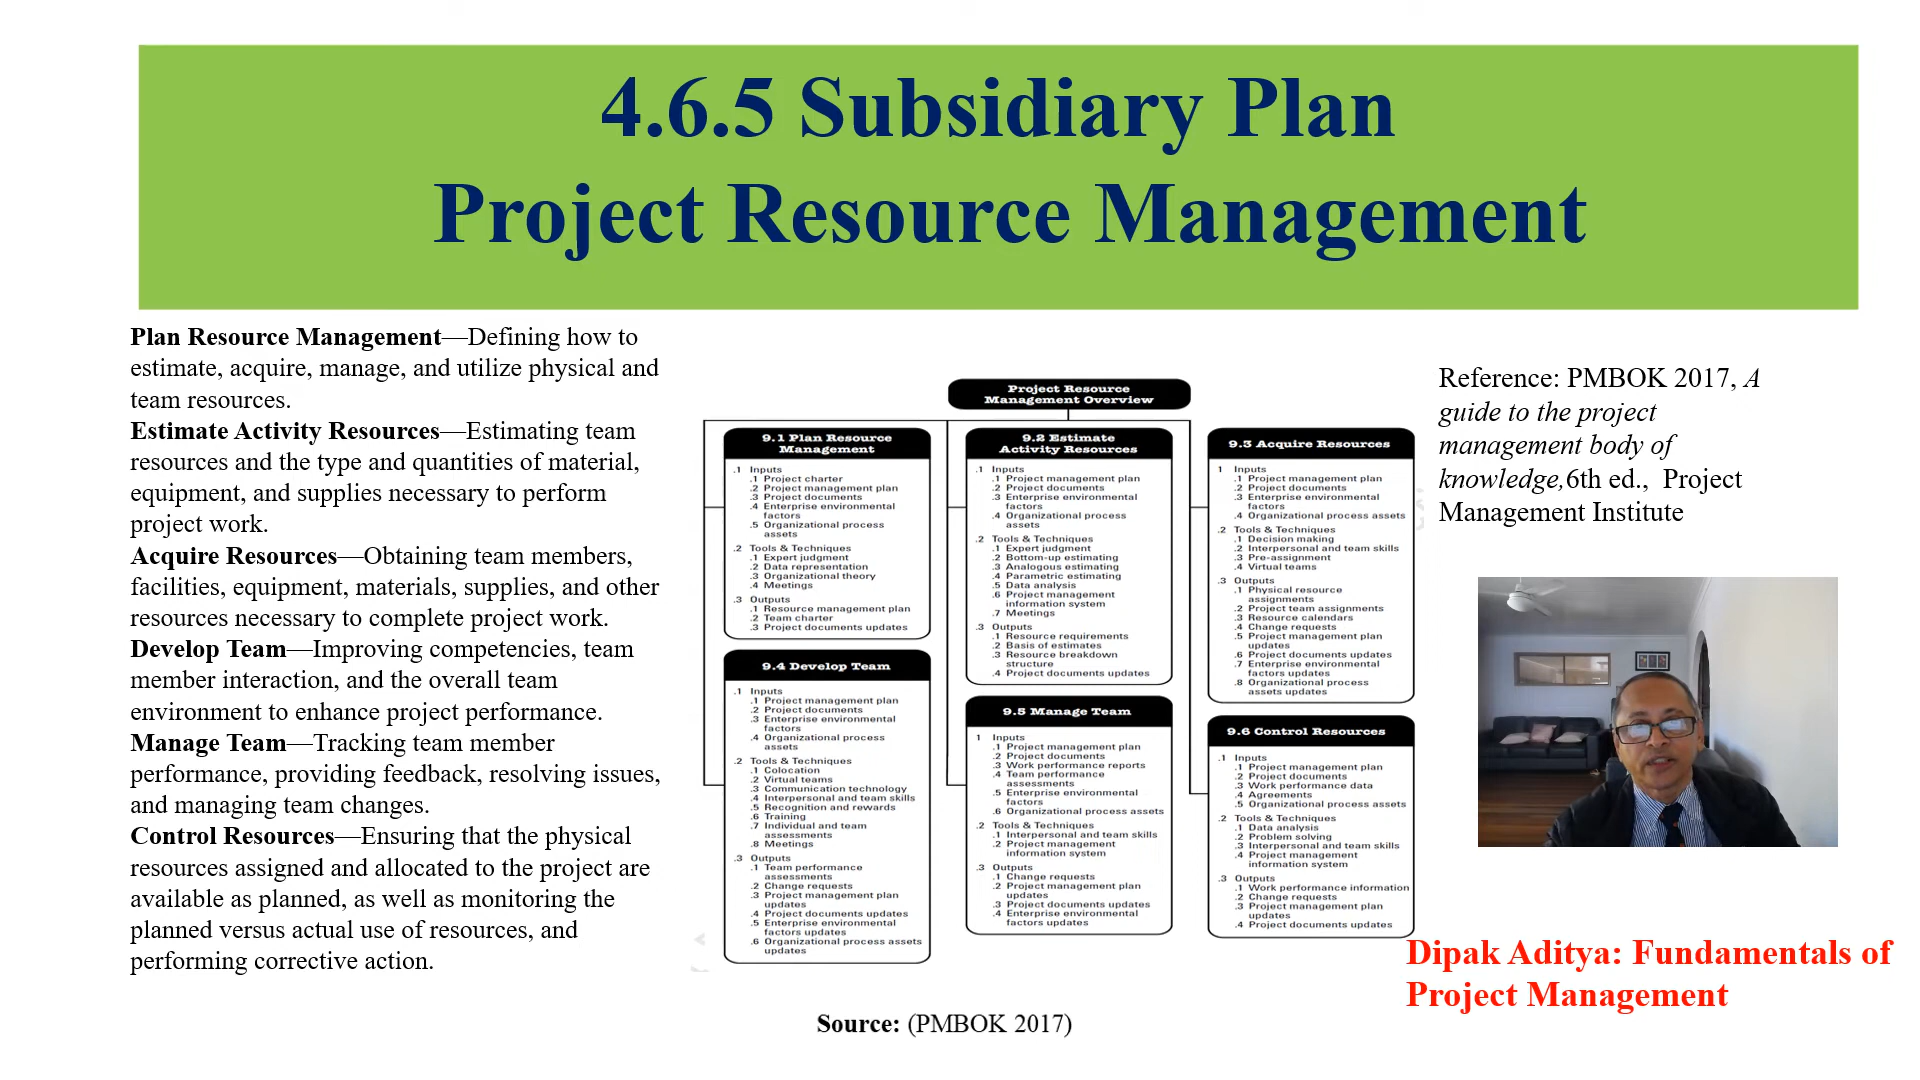 4.6.5 Subsidiary Plan
Project Resource Management
Plan Resource Management—Defining how to
estimate, acquire, manage, and utilize physical and
team resources.
Estimate Activity Resources—Estimating team
resources and the type and quantities of material,
equipment, and supplies necessary to perform
project work.
Acquire Resources—Obtaining team members,
facilities, equipment, materials, supplies, and other
resources necessary to complete project work.
Develop Team—Improving competencies, team
member interaction, and the overall team
environment to enhance project performance.
Manage Team—Tracking team member
performance, providing feedback, resolving issues,
and managing team changes.
Control Resources—Ensuring that the physical
resources assigned and allocated to the project are
available as planned, as well as monitoring the
planned versus actual use of resources, and
performing corrective action.
Project Resource
Management Overview
9.1 Plan Resource
Management
.1 Inputs
.1 Project charter
.2 Project management plan
.3 Project documents
.4 Enterprise environmental
factors
.5 Organizational process
assets
.2 Tools & Techniques
.1 Expert judgment
.2 Data representation
.3 Organizational theory
.4 Meetings
.3 Outputs
.1 Resource management plan
.2 Team charter
.3 Project documents updates
9.2 Estimate
Activity Resources
.1 Inputs
.1 Project management plan
.2 Project documents
.3 Enterprise environmental
factors
.4 Organizational process
assets
.2 Tools & Techniques
.1 Expert judgment
.2 Bottom-up estimating
.3 Analogous estimating
.4 Parametric estimating
.5 Data analysis
.6 Project management
information system
.7 Meetings
.3 Outputs
.1 Resource requirements
.2 Basis of estimates
.3 Resource breakdown
structure
.4 Project documents updates
9.3 Acquire Resources
1 Inputs
.1 Project management plan
.2 Project documents
.3 Enterprise environmental
factors
.4 Organizational process assets
.2 Tools & Techniques
.1 Decision making
.2 Interpersonal and team skills
.3 Pre-assignment
.4 Virtual teams
.3 Outputs
.1 Physical resource
assignments
.2 Project team assignments
.3 Resource calendars
.4 Change requests
.5 Project management plan
updates
.6 Project documents updates
.7 Enterprise environmental
factors updates
.8 Organizational process
assets updates
9.4 Develop Team
.1 Inputs
.1 Project management plan
.2 Project documents
.3 Enterprise environmental
factors
.4 Organizational process
assets
.2 Tools & Techniques
.1 Colocation
.2 Virtual teams
.3 Communication technology
.4 Interpersonal and team skills
.5 Recognition and rewards
.6 Training
.7 Individual and team
assessments
.8 Meetings
.3 Outputs
.1 Team performance
assessments
.2 Change requests
.3 Project management plan
updates
.4 Project documents updates
.5 Enterprise environmental
factors updates
.6 Organizational process assets
updates
9.5 Manage Team
1 Inputs
.1 Project management plan
.2 Project documents
.3 Work performance reports
.4 Team performance
assessments
.5 Enterprise environmental
factors
.6 Organizational process assets
.2 Tools & Techniques
.1 Interpersonal and team skills
.2 Project management
information system
.3 Outputs
.1 Change requests
.2 Project management plan
updates
.3 Project documents updates
.4 Enterprise environmental
factors updates
9.6 Control Resources
.1 Inputs
.1 Project management plan
.2 Project documents
.3 Work performance data
.4 Agreements
.5 Organizational process assets
.2 Tools & Techniques
.1 Data analysis
.2 Problem solving
.3 Interpersonal and team skills
.4 Project management
information system
.3 Outputs
.1 Work performance information
.2 Change requests
.3 Project management plan
updates
.4 Project documents updates
Source: (PMBOK 2017)
Reference: PMBOK 2017, A
guide to the project
management body of
knowledge,6th ed., Project
Management Institute
Dipak Aditya: Fundamentals of
Project Management